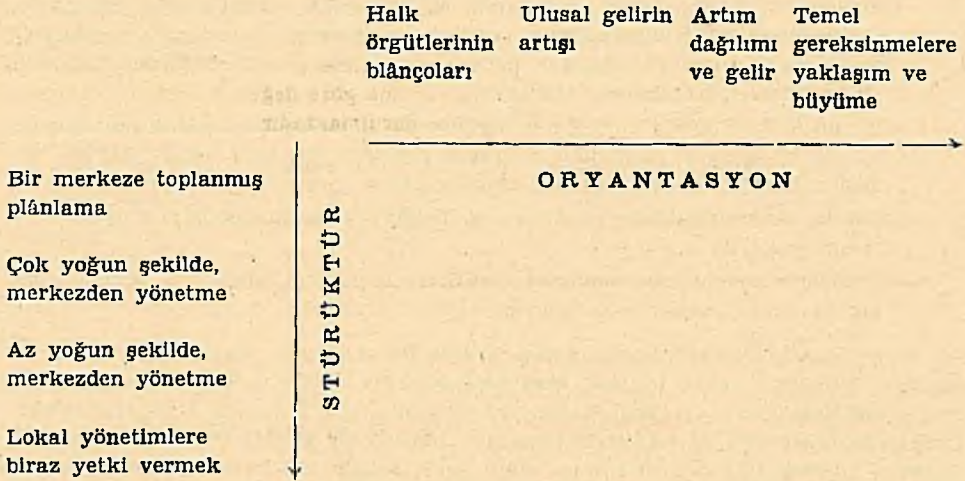 Halk örgütlerinin blânçoları
Ulusal gelirin artışı
Artım dağılımı ve gelir
Temel gereksinmelere yaklaşım ve büyüme
ORYANTASYON
STÜRÜKTÜR
Bir merkeze toplanmış
plánlama
Çok yoğun şekilde,
merkezden yönetme
Az yoğun şekilde,
merkezden yönetme
Lokal yönetimlere
biraz yetki vermek